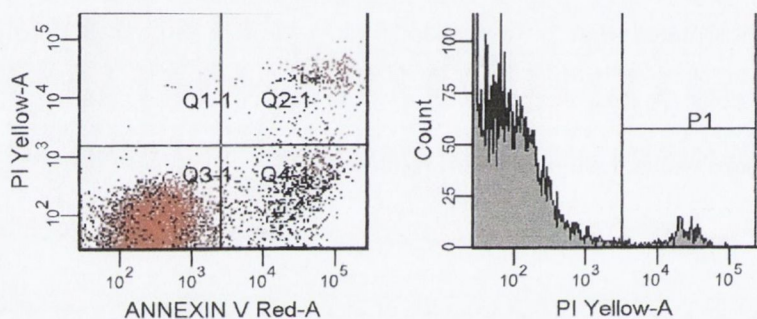 PI Yellow-A
10^5
10^4
10^3
10^2
Q1-1
Q2-1
Q3-1
Q4-1
10^2
10^3
10^4
10^5
ANNEXIN V Red-A
Count
100
75
50
25
0
P1
10^2
10^3
10^4
10^5
PI Yellow-A